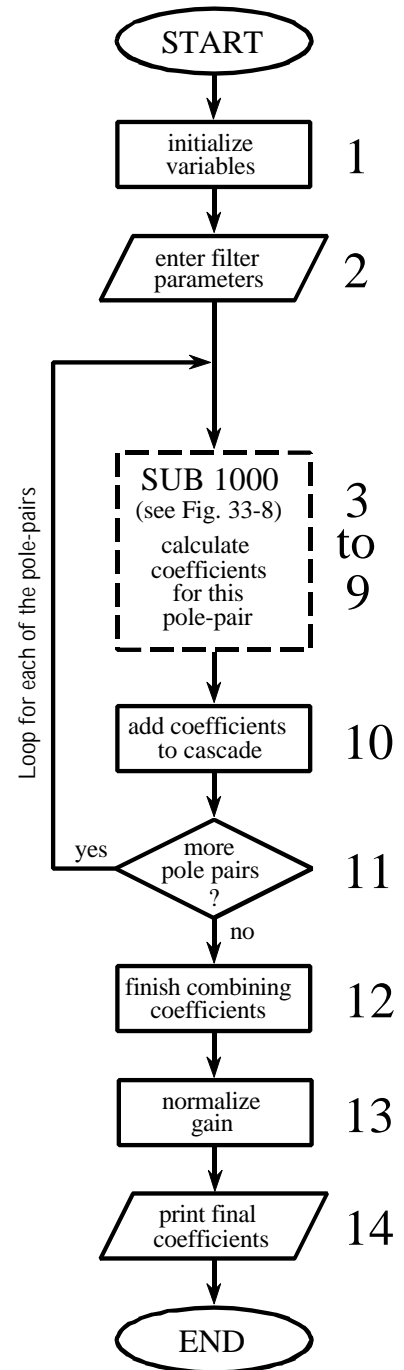 START
initialize
variables
1
enter filter
parameters
2
Loop for each of the pole-pairs
SUB 1000
(see Fig. 33-8)
calculate
coefficients
for this
pole-pair
3
to
9
add coefficients
to cascade
10
yes
more
pole pairs
?
11
no
finish combining
coefficients
12
normalize
gain
13
print final
coefficients
14
END